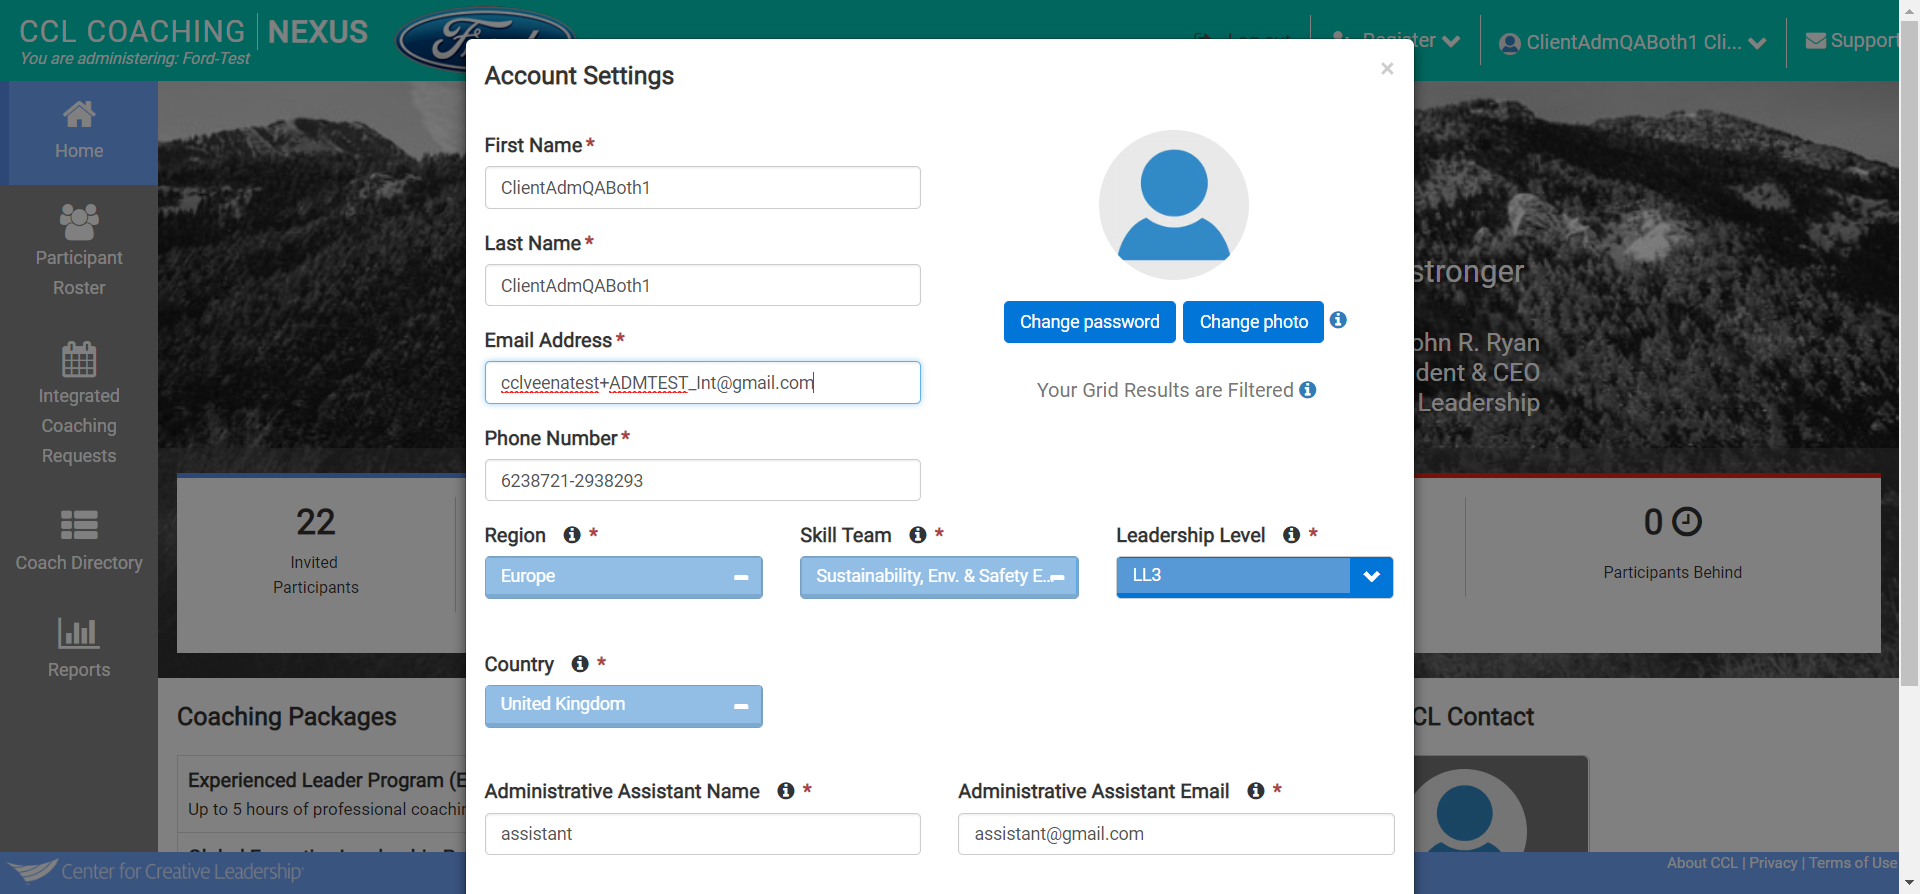 CCL COACHING NEXUS
You are administering: Ford-Test
Ford
Logout
Register
ClientAdmQABoth1 Cli...
Support
Home
Participant
Roster
Integrated
Coaching
Requests
Coach Directory
Reports
Account Settings
×
First Name *
ClientAdmQABoth1
Last Name *
ClientAdmQABoth1
Email Address *
cclveenatest+ADMTEST_Int@gmail.com
Phone Number *
6238721-2938293
Change password
Change photo
Your Grid Results are Filtered
Region *
Europe
Skill Team *
Sustainability, Env. & Safety E...
Leadership Level *
LL3
Country *
United Kingdom
Administrative Assistant Name *
assistant
Administrative Assistant Email *
assistant@gmail.com
stronger
ohn R. Ryan
dent & CEO
Leadership
22
Invited
Participants
0
Participants Behind
Coaching Packages
Experienced Leader Program (E
Up to 5 hours of professional coachin
CL Contact
Center for Creative Leadership
About CCL | Privacy | Terms of Use